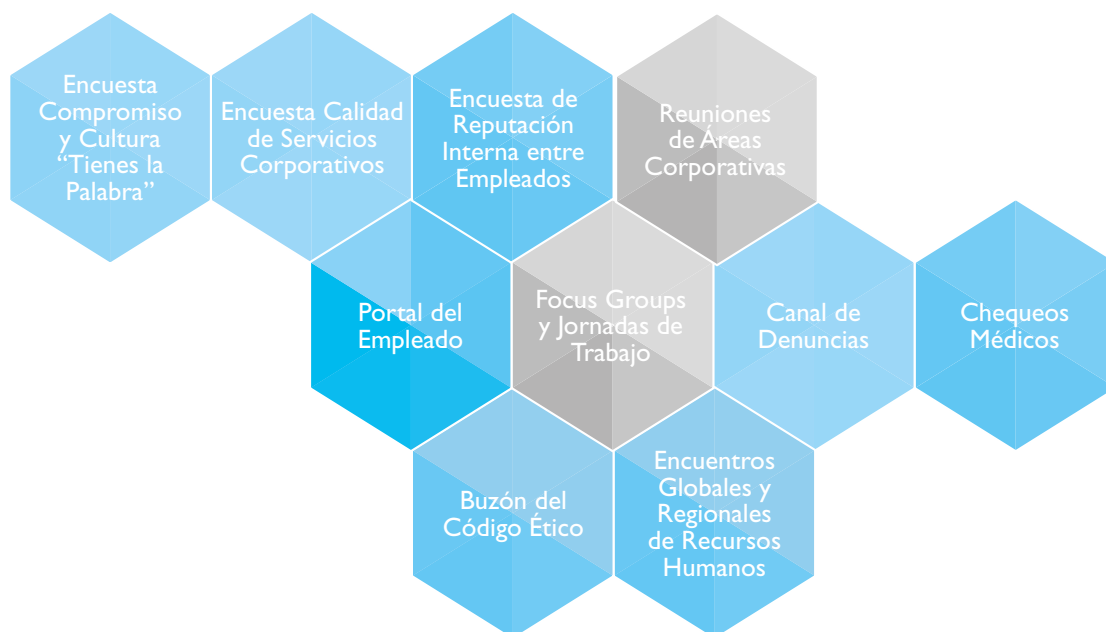 Encuesta
Compromiso
y Cultura
“Tienes la
Palabra”
Encuesta Calidad
de Servicios
Corporativos
Encuesta de
Reputación
Interna entre
Empleados
Reuniones
de Áreas
Corporativas
Portal del
Empleado
Focus Groups
y Jornadas de
Trabajo
Canal de
Denuncias
Chequeos
Médicos
Buzón del
Código Ético
Encuentros
Globales y
Regionales
de Recursos
Humanos